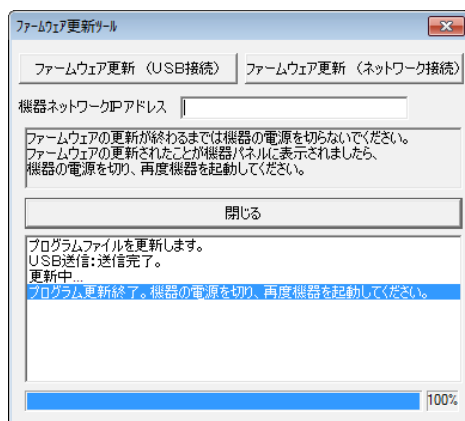 ファームウェア更新ツール
ファームウェア更新（USB接続）
ファームウェア更新（ネットワーク接続）
機器ネットワークIPアドレス
ファームウェアの更新が終わるまでは機器の電源を切らないでください。
ファームウェアの更新されたことが機器パネルに表示されましたら、
機器の電源を切り、再度機器を起動してください。
閉じる
プログラムファイルを更新します。
USB送信:送信完了。
更新中...
プログラム更新終了。機器の電源を切り、再度機器を起動してください。
100%